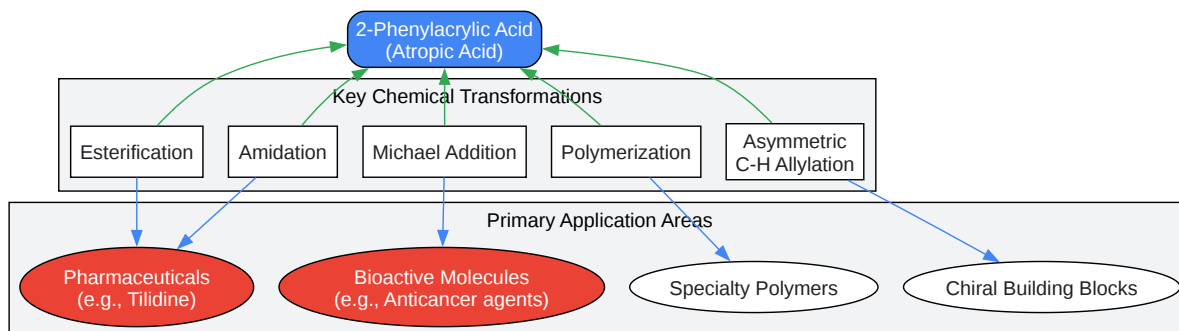 2-Phenylacrylic Acid
(Atropic Acid)
Key Chemical Transformations
Esterification
Amidation
Michael Addition
Polymerization
Asymmetric
C-H Allylation
Primary Application Areas
Pharmaceuticals
(e.g., Tilidine)
Bioactive Molecules
(e.g., Anticancer agents)
Specialty Polymers
Chiral Building Blocks